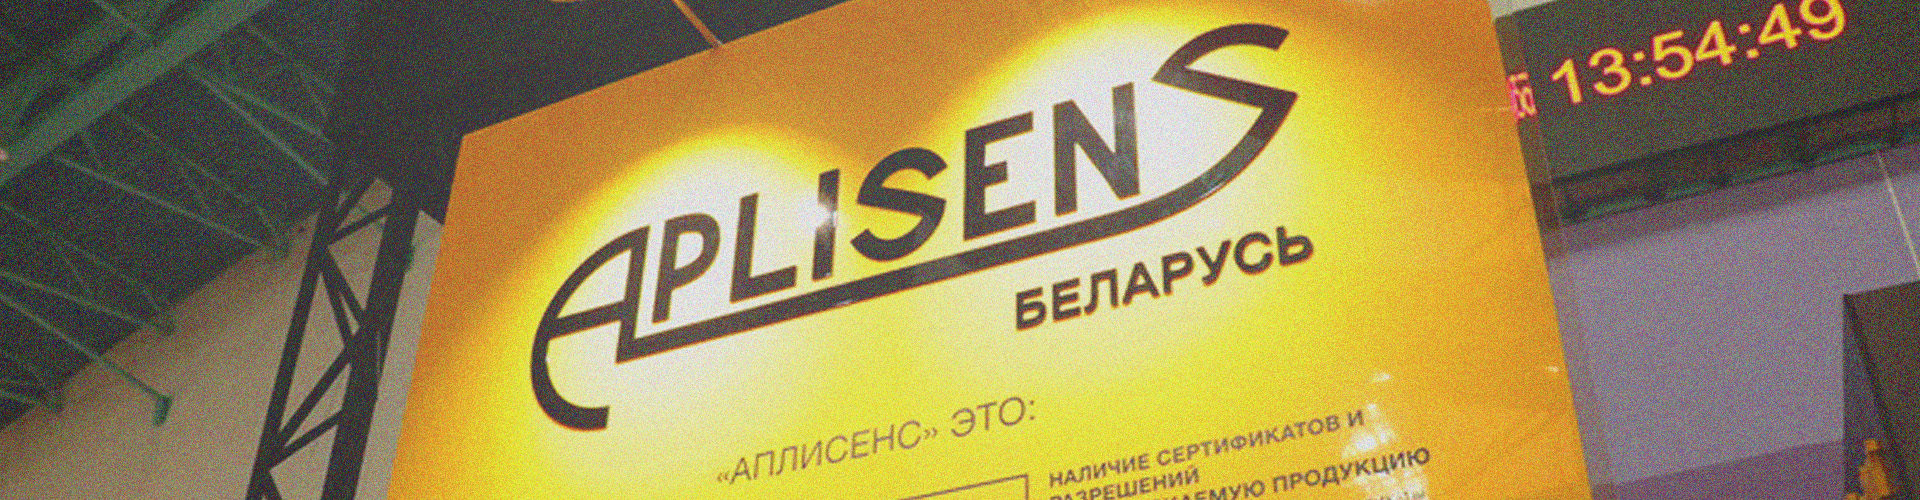 APLISENS
БЕЛАРУСЬ
13:54:49
«АПЛИСЕНС» ЭТО:
НАЛИЧИЕ СЕРТИФИКАТОВ И
РАЗРЕШЕНИЙ
ПРОДУКЦИЮ